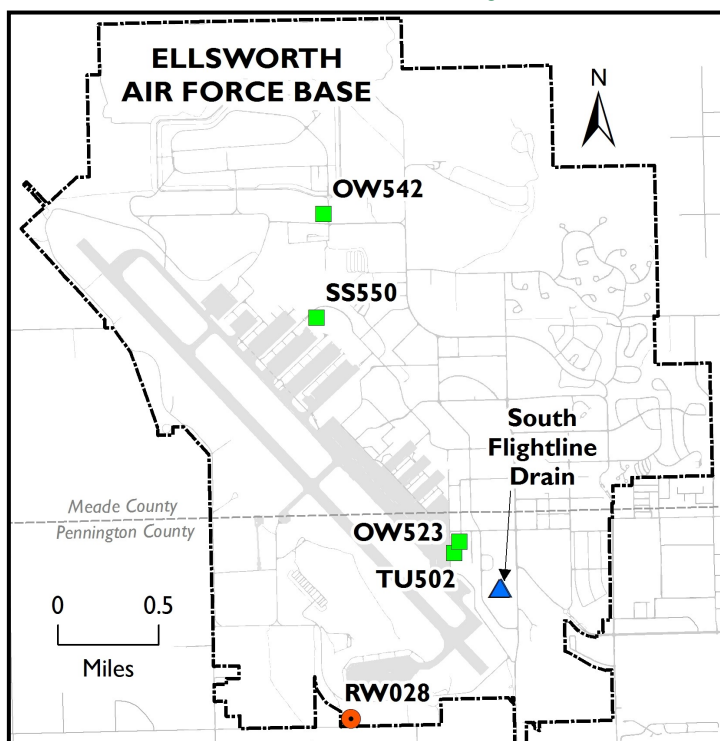 ELLSWORTH
AIR FORCE BASE
N
OW542
SS550
South
Flightline
Drain
Meade County
Pennington County
OW523
TU502
0 0.5
Miles
RW028